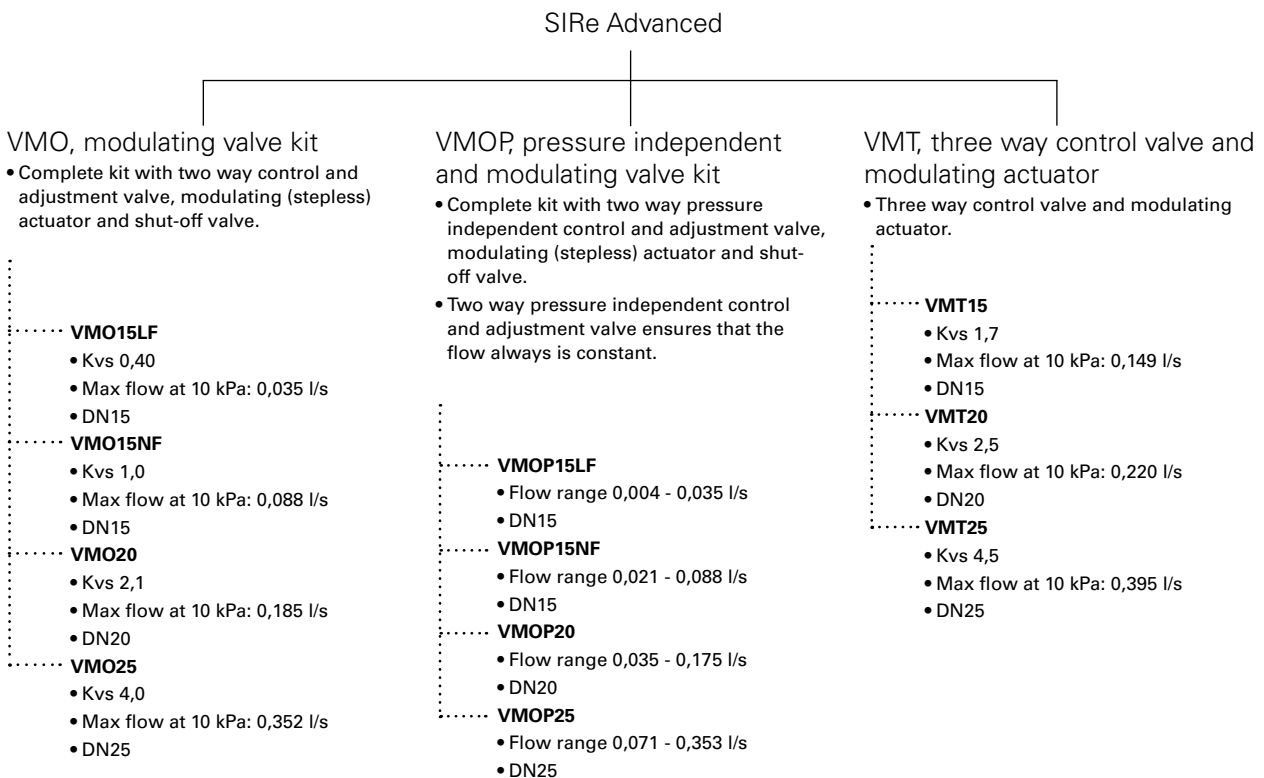 SIRe Advanced
VMO, modulating valve kit
• Complete kit with two way control and
adjustment valve, modulating (stepless)
actuator and shut-off valve.
VMO15LF
• Kvs 0,40
• Max flow at 10 kPa: 0,035 l/s
• DN15
VMO15NF
• Kvs 1,0
• Max flow at 10 kPa: 0,088 l/s
• DN15
VMO20
• Kvs 2,1
• Max flow at 10 kPa: 0,185 l/s
• DN20
VMO25
• Kvs 4,0
• Max flow at 10 kPa: 0,352 l/s
• DN25
VMOP, pressure independent
and modulating valve kit
• Complete kit with two way pressure
independent control and adjustment valve,
modulating (stepless) actuator and shut-
off valve.
• Two way pressure independent control
and adjustment valve ensures that the
flow always is constant.
VMOP15LF
• Flow range 0,004 - 0,035 l/s
• DN15
VMOP15NF
• Flow range 0,021 - 0,088 l/s
• DN15
VMOP20
• Flow range 0,035 - 0,175 l/s
• DN20
VMOP25
• Flow range 0,071 - 0,353 l/s
• DN25
VMT, three way control valve and
modulating actuator
• Three way control valve and modulating
actuator.
VMT15
• Kvs 1,7
• Max flow at 10 kPa: 0,149 l/s
• DN15
VMT20
• Kvs 2,5
• Max flow at 10 kPa: 0,220 l/s
• DN20
VMT25
• Kvs 4,5
• Max flow at 10 kPa: 0,395 l/s
• DN25